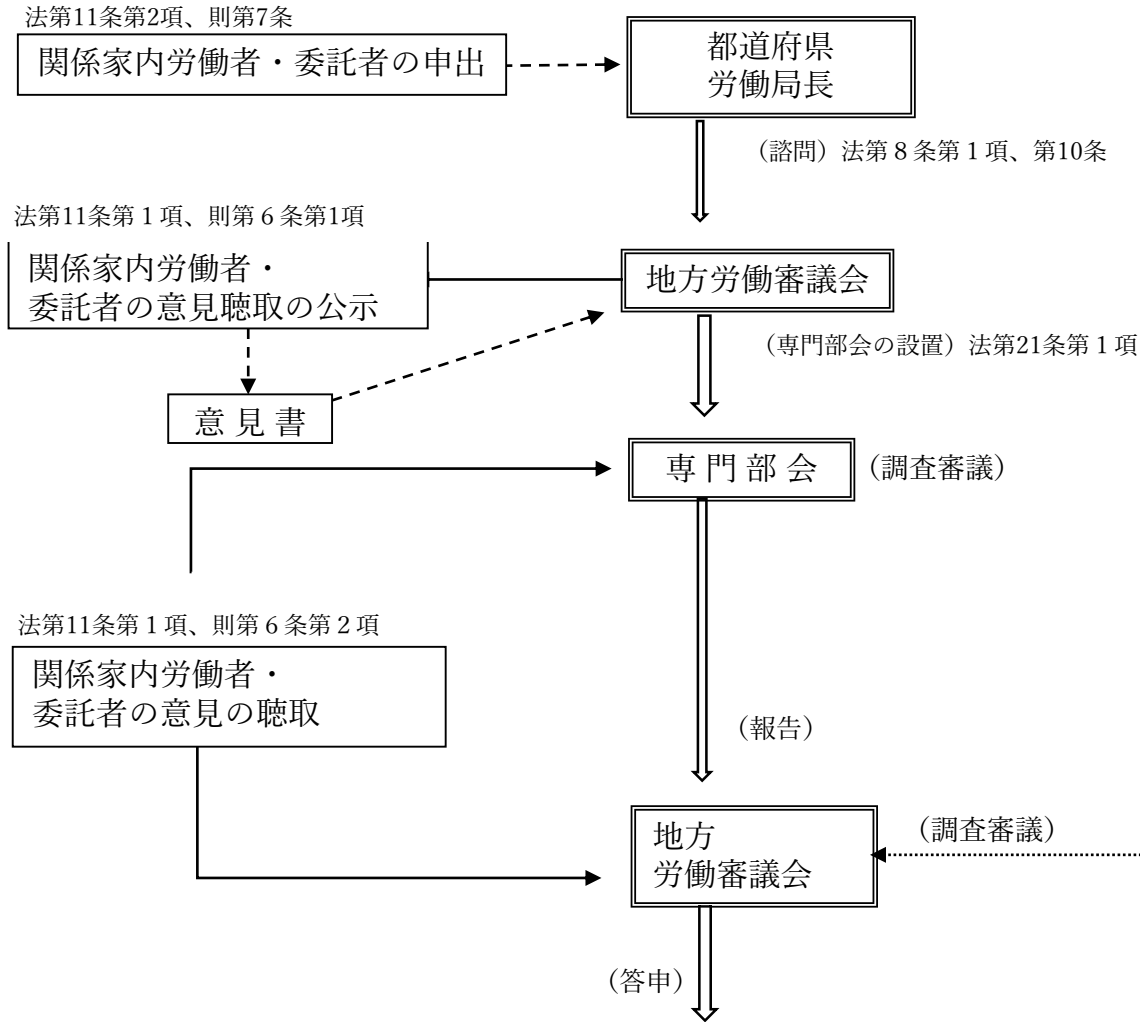 法第11条第2項、則第7条
関係家内労働者・委託者の申出
都道府県
労働局長
（諮問）法第８条第１項、第10条
法第11条第１項、則第６条第1項
関係家内労働者・
委託者の意見聴取の公示
地方労働審議会
（専門部会の設置）法第21条第１項
意 見 書
専 門 部 会
（調査審議）
法第11条第１項、則第６条第２項
関係家内労働者・
委託者の意見の聴取
（報告）
地方
労働審議会
（調査審議）
（答申）